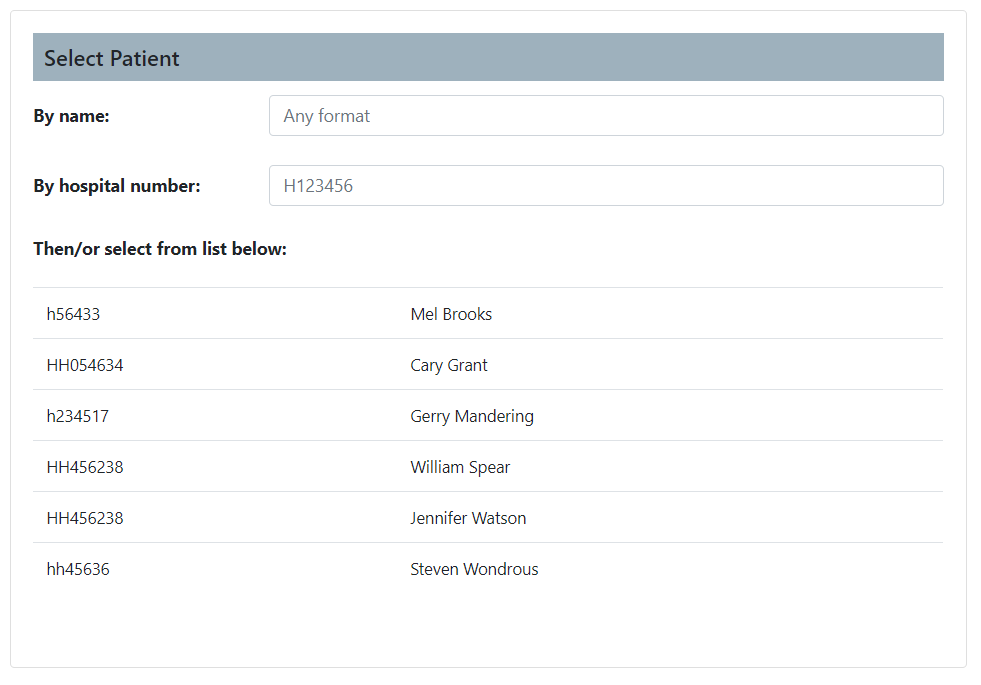 Select Patient
By name: Any format
By hospital number: H123456
Then/or select from list below:
h56433 Mel Brooks
HH054634 Cary Grant
h234517 Gerry Mandering
HH456238 William Spear
HH456238 Jennifer Watson
hh45636 Steven Wondrous